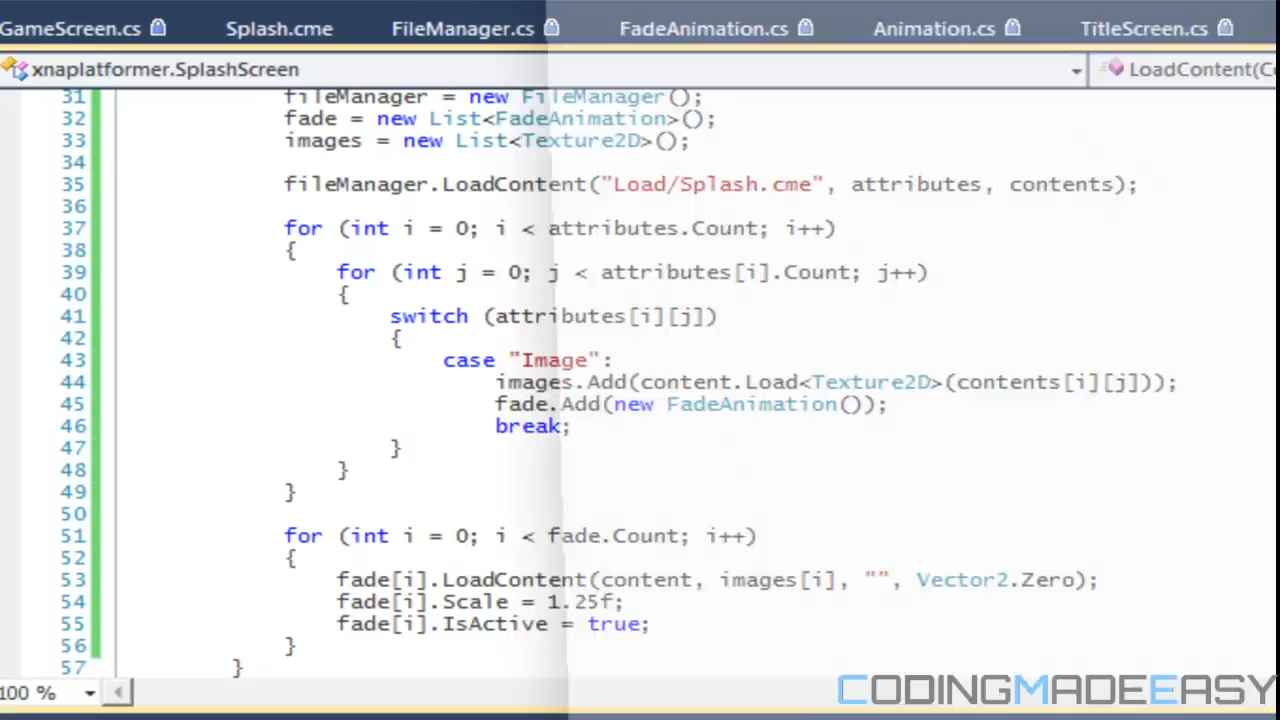 GameScreen.cs Splash.cme FileManager.cs FadeAnimation.cs Animation.cs TitleScreen.cs
xnaplatformer.SplashScreen LoadContent(Co
31 fileManager = new FileManager();
32 fade = new List<FadeAnimation>();
33 images = new List<Texture2D>();
34
35 fileManager.LoadContent("Load/Splash.cme", attributes, contents);
36
37 for (int i = 0; i < attributes.Count; i++)
38 {
39 for (int j = 0; j < attributes[i].Count; j++)
40 {
41 switch (attributes[i][j])
42 {
43 case "Image":
44 images.Add(content.Load<Texture2D>(contents[i][j]));
45 fade.Add(new FadeAnimation());
46 break;
47 }
48 }
49 }
50
51 for (int i = 0; i < fade.Count; i++)
52 {
53 fade[i].LoadContent(content, images[i], "", Vector2.Zero);
54 fade[i].Scale = 1.25f;
55 fade[i].IsActive = true;
56 }
57 }
100 %
CODINGMADEEASY